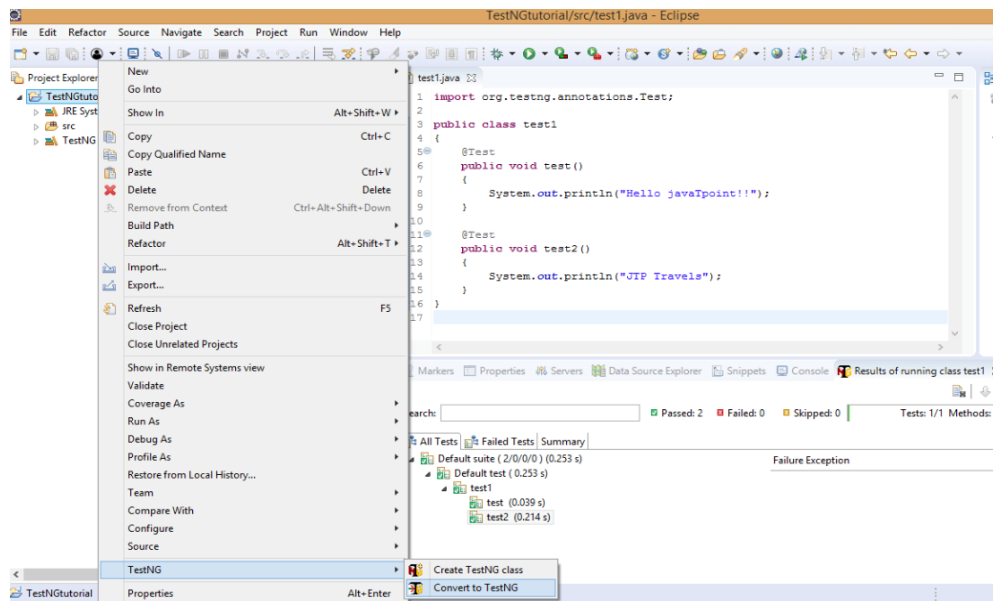 TestNGtutorial/src/test1.java - Eclipse
File Edit Refactor Source Navigate Search Project Run Window Help
Project Explorer
TestNGtuto
JRE Syst
src
TestNG
New
Go Into
Show In Alt+Shift+W
Copy Ctrl+C
Copy Qualified Name
Paste Ctrl+V
Delete Delete
Remove from Context Ctrl+Alt+Shift+Down
Build Path
Refactor Alt+Shift+T
Import...
Export...
Refresh F5
Close Project
Close Unrelated Projects
Show in Remote Systems view
Validate
Coverage As
Run As
Debug As
Profile As
Restore from Local History...
Team
Compare With
Configure
Source
TestNG
Properties Alt+Enter
Create TestNG class
Convert to TestNG
test1.java
1 import org.testng.annotations.Test;
2
3 public class test1
4 {
5 @Test
6 public void test()
7 {
8 System.out.println("Hello javaTpoint!!");
9 }
10
11 @Test
12 public void test2()
13 {
14 System.out.println("JTP Travels");
15 }
16 }
17
Markers Properties Servers Data Source Explorer Snippets Console Results of running class test1
earch: Passed: 2 Failed: 0 Skipped: 0 Tests: 1/1 Methods:
All Tests Failed Tests Summary
Default suite ( 2/0/0/0 ) (0.253 s)
Default test ( 0.253 s)
test1
test (0.039 s)
test2 (0.214 s)
Failure Exception
TestNGtutorial